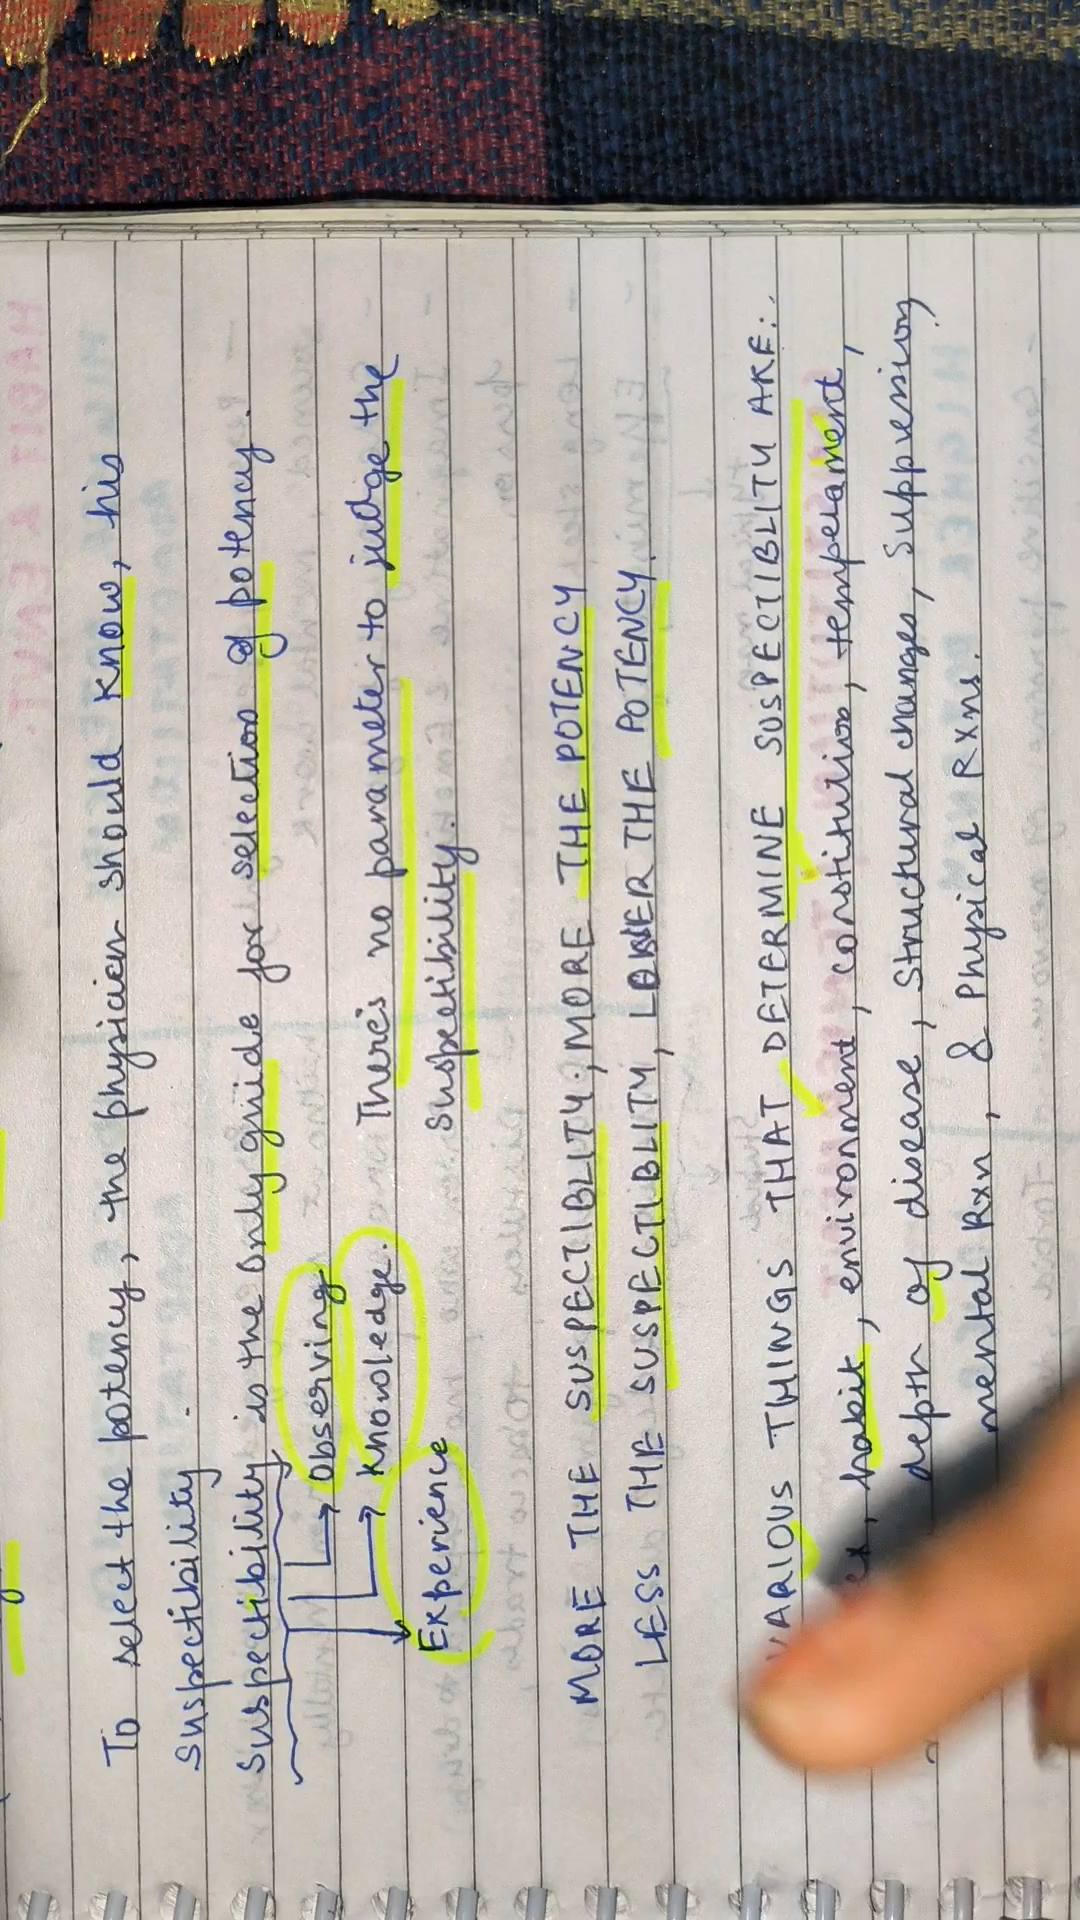 To select the potency, the physician should know, his
suspectibility.
Suspectibility is the only guide for selection of potency.
Observing
Knowledge.
Experience
There's no parameter to judge the
suspectibility.
MORE THE SUSPECTIBLITY, MORE THE POTENCY
LESS THE SUSPECTIBLITY, LOWER THE POTENCY.
VARIOUS THINGS THAT DETERMINE SUSPECTIBLITY ARE:.
habit, environment, constitution, temperament,
depth of disease, structural changes, suppression,
mental Rxn, & Physical Rxns.